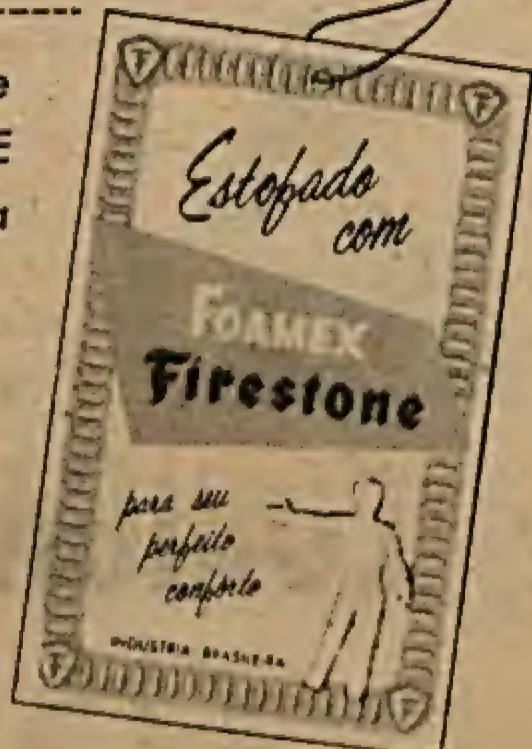 Estofado
com
FOAMEX
Firestone
para seu
perfeito
conforto
INDUSTRIA BRASILEIRA